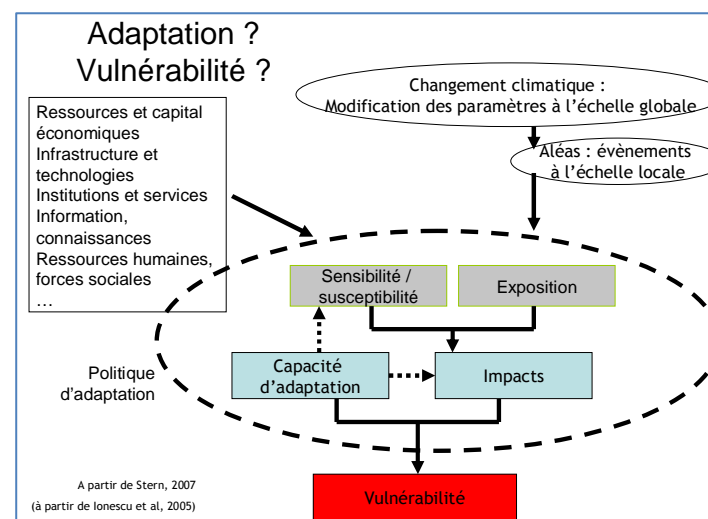 Adaptation ?
Vulnérabilité ?
Changement climatique :
Modification des paramètres à l’échelle globale
Ressources et capital
économiques
Infrastructure et
technologies
Institutions et services
Information,
connaissances
Ressources humaines,
forces sociales
…
Aléas : évènements
à l’échelle locale
Sensibilité /
susceptibilité
Exposition
Politique
d’adaptation
Capacité
d’adaptation
Impacts
A partir de Stern, 2007
(à partir de Ionescu et al, 2005)
Vulnérabilité